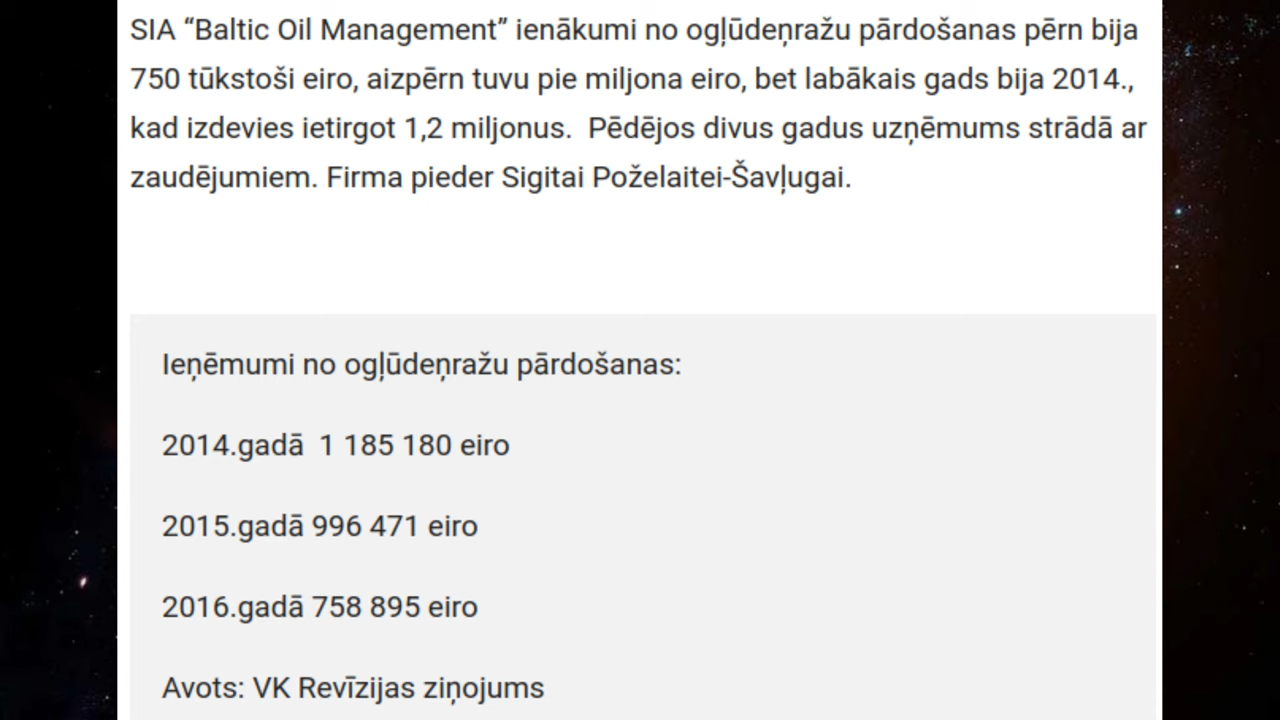 SIA “Baltic Oil Management” ienākumi no ogļūdeņražu pārdošanas pērn bija
750 tūkstoši eiro, aizpērn tuvu pie miljona eiro, bet labākais gads bija 2014.,
kad izdevies ietirgot 1,2 miljonus.  Pēdējos divus gadus uzņēmums strādā ar
zaudējumiem. Firma pieder Sigitai Poželaitei-Šavļugai.
Ieņēmumi no ogļūdeņražu pārdošanas:
2014.gadā  1 185 180 eiro
2015.gadā 996 471 eiro
2016.gadā 758 895 eiro
Avots: VK Revīzijas ziņojums